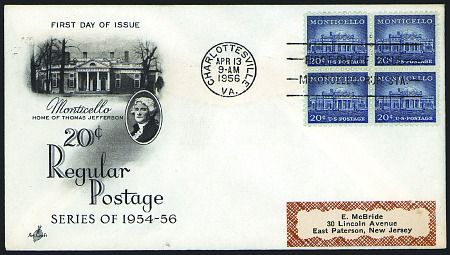 FIRST DAY OF ISSUE
Monticello
HOME OF THOMAS JEFFERSON
20¢
Regular
Postage
SERIES OF 1954-56
ArtCraft
CHARLOTTESVILLE
APR 13
9-AM
1956
VA.
MONTICELLO
20¢ U·S·POSTAGE
MONTICELLO
20¢ U·S·POSTAGE
MONTICELLO
20¢ U·S·POSTAGE
MONTICELLO
20¢ U·S·POSTAGE
E. McBride
30 Lincoln Avenue
East Paterson, New Jersey